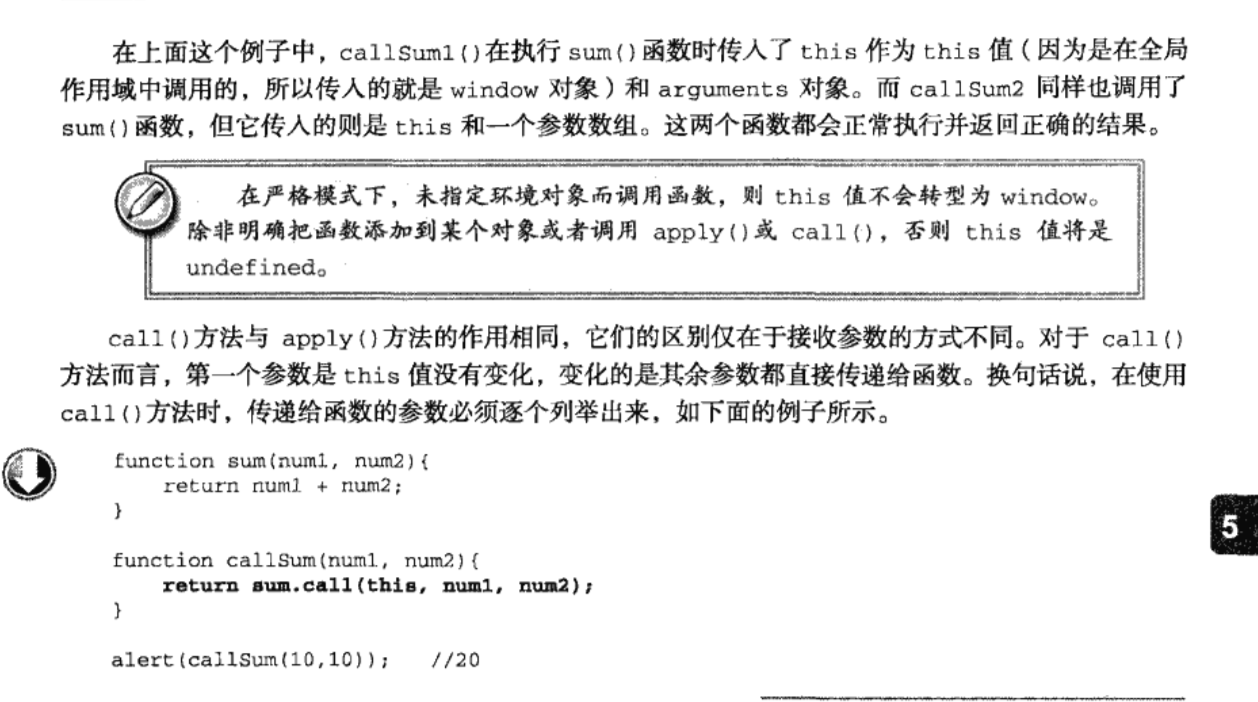 在上面这个例子中，callSum1()在执行 sum()函数时传入了 this 作为 this 值（因为是在全局
作用域中调用的，所以传入的就是 window 对象）和 arguments 对象。而 callSum2 同样也调用了
sum()函数，但它传入的则是 this 和一个参数数组。这两个函数都会正常执行并返回正确的结果。
在严格模式下，未指定环境对象而调用函数，则 this 值不会转型为 window。
除非明确把函数添加到某个对象或者调用 apply()或 call()，否则 this 值将是
undefined。
call()方法与 apply()方法的作用相同，它们的区别仅在于接收参数的方式不同。对于 call()
方法而言，第一个参数是 this 值没有变化，变化的是其余参数都直接传递给函数。换句话说，在使用
call()方法时，传递给函数的参数必须逐个列举出来，如下面的例子所示。
function sum(num1, num2){
    return num1 + num2;
}
5
function callSum(num1, num2){
    return sum.call(this, num1, num2);
}
alert(callSum(10,10));   //20